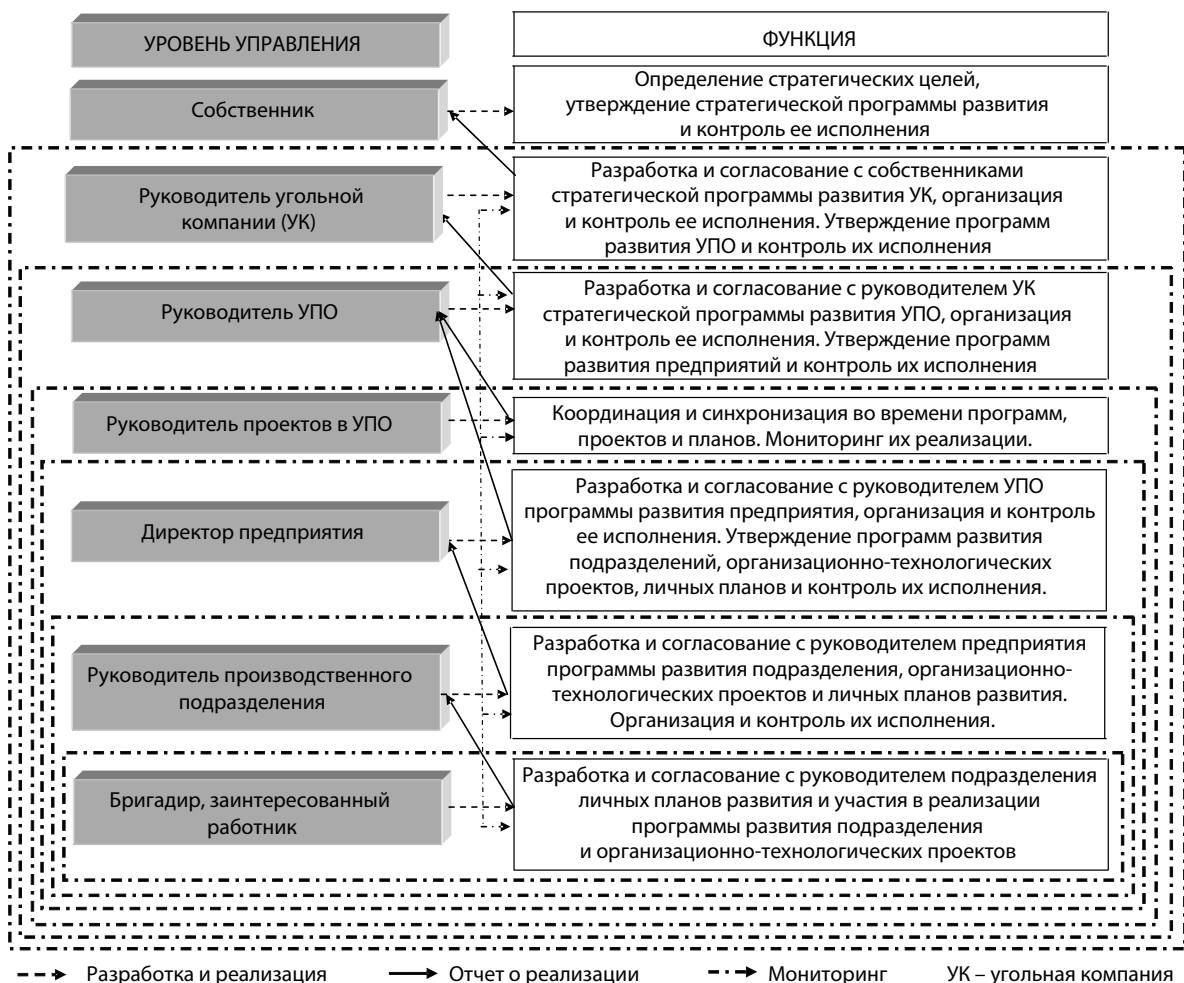 УРОВЕНЬ УПРАВЛЕНИЯ
ФУНКЦИЯ
Собственник
Определение стратегических целей,
утверждение стратегической программы развития
и контроль ее исполнения
Руководитель угольной
компании (УК)
Разработка и согласование с собственниками
стратегической программы развития УК, организация
и контроль ее исполнения. Утверждение программ
развития УПО и контроль их исполнения
Руководитель УПО
Разработка и согласование с руководителем УК
стратегической программы развития УПО, организация
и контроль ее исполнения. Утверждение программ
развития предприятий и контроль их исполнения
Руководитель проектов в УПО
Координация и синхронизация во времени программ,
проектов и планов. Мониторинг их реализации.
Директор предприятия
Разработка и согласование с руководителем УПО
программы развития предприятия, организация и контроль
ее исполнения. Утверждение программ развития
подразделений, организационно-технологических
проектов, личных планов и контроль их исполнения.
Руководитель производственного
подразделения
Разработка и согласование с руководителем предприятия
программы развития подразделения, организационно-
технологических проектов и личных планов развития.
Организация и контроль их исполнения.
Бригадир, заинтересованный
работник
Разработка и согласование с руководителем подразделения
личных планов развития и участия в реализации
программы развития подразделения
и организационно-технологических проектов
Разработка и реализация
Отчет о реализации
Мониторинг
УК – угольная компания